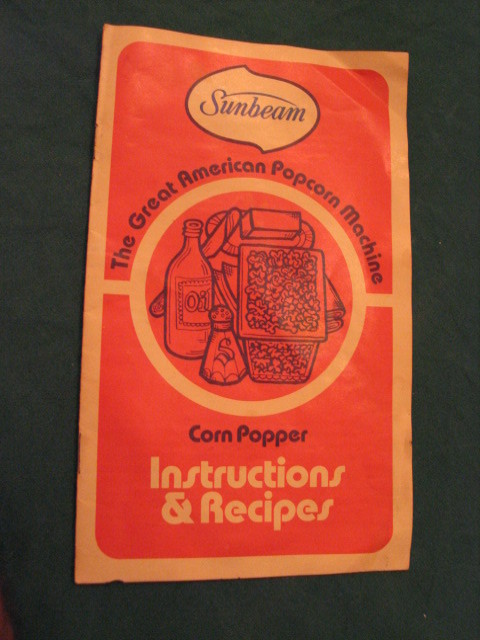 Sunbeam
The Great American Popcorn Machine
Oil
Corn Popper
Instructions
& Recipes